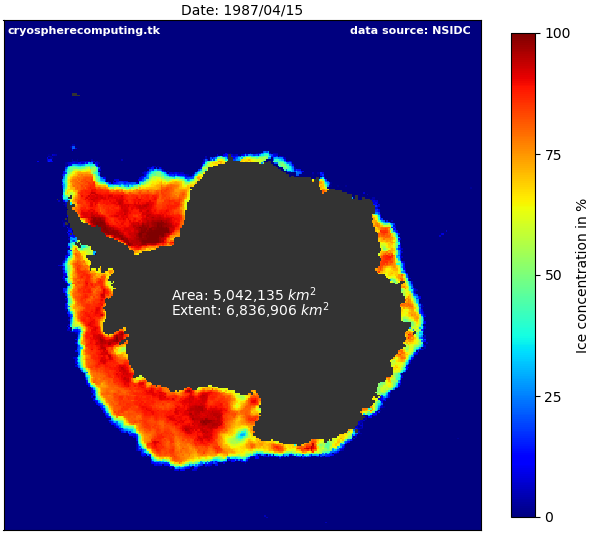 Date: 1987/04/15
cryospherecomputing.tk
data source: NSIDC
Area: 5,042,135 km²
Extent: 6,836,906 km²
100
75
50
25
0
Ice concentration in %